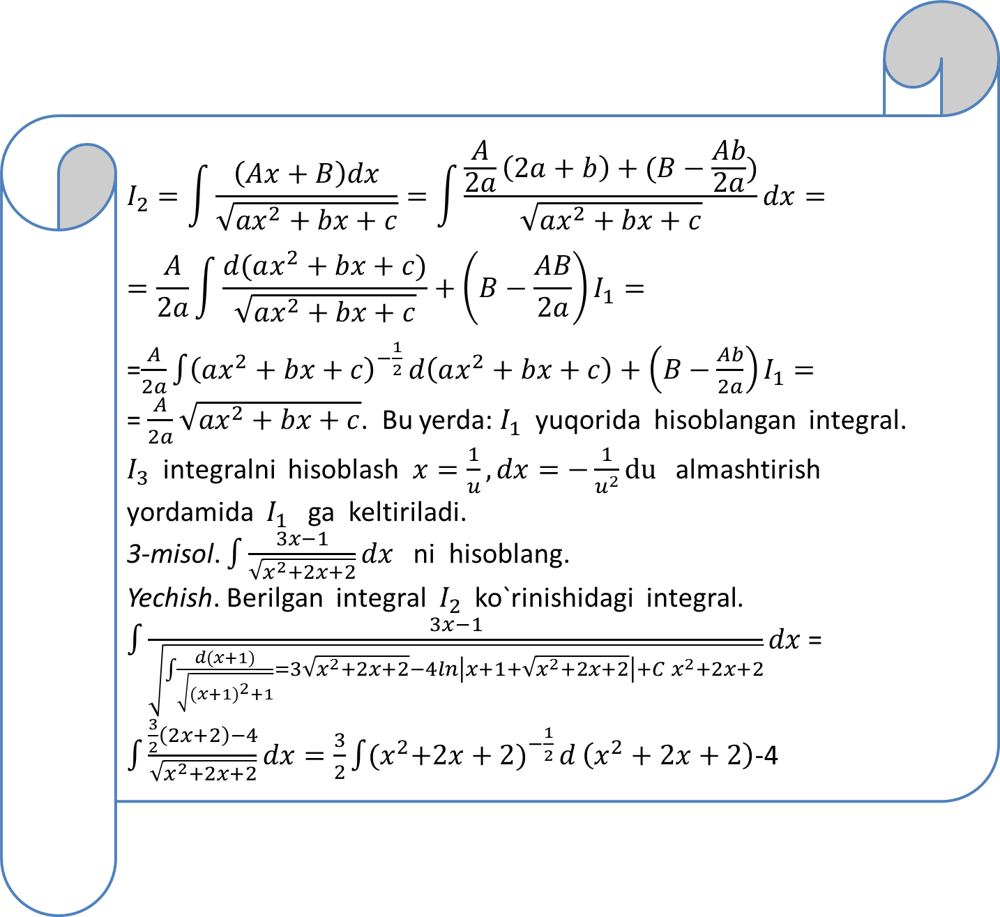 I₂ = ∫ (Ax + B)dx / √(ax² + bx + c) = ∫ (A/2a (2a + b) + (B − Ab/2a)) / √(ax² + bx + c) dx =
= A/2a ∫ d(ax² + bx + c) / √(ax² + bx + c) + (B − AB/2a) I₁ =
=A/2a ∫(ax² + bx + c)^(−1/2) d(ax² + bx + c) + (B − Ab/2a) I₁ =
= A/2a √(ax² + bx + c). Bu yerda: I₁ yuqorida hisoblangan integral.
I₃ integralni hisoblash x = 1/u, dx = − 1/u² du almashtirish
yordamida I₁ ga keltiriladi.
3-misol. ∫ (3x−1)/√(x²+2x+2) dx ni hisoblang.
Yechish. Berilgan integral I₂ ko`rinishidagi integral.
∫ (3x−1) / √(∫ d(x+1)/√((x+1)²+1) =3√(x²+2x+2)−4ln|x+1+√(x²+2x+2)|+C x²+2x+2) dx =
∫ (3/2 (2x+2)−4)/√(x²+2x+2) dx = 3/2 ∫(x²+2x + 2)^(−1/2) d (x² + 2x + 2)-4